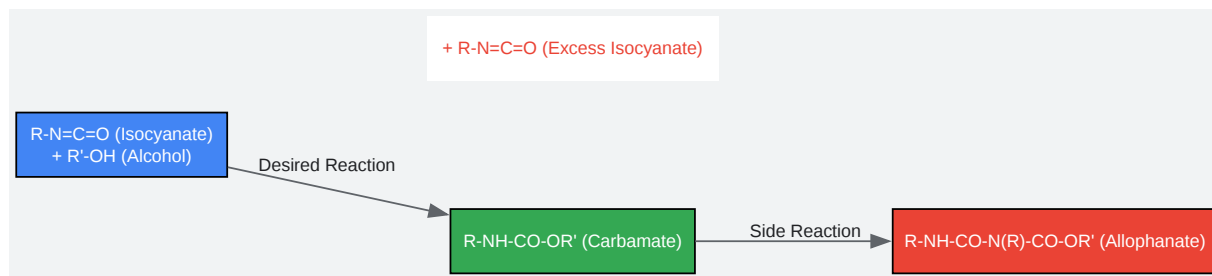 + R-N=C=O (Excess Isocyanate)
R-N=C=O (Isocyanate)
+ R'-OH (Alcohol)
Desired Reaction
R-NH-CO-OR' (Carbamate)
Side Reaction
R-NH-CO-N(R)-CO-OR' (Allophanate)